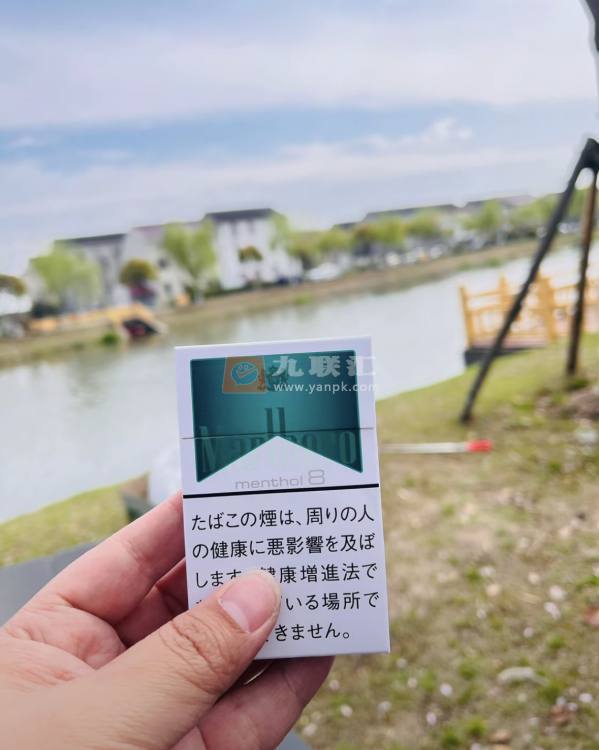 九联汇
www.yanpk.com
Marlboro
menthol 8
たばこの煙は、周りの人
の健康に悪影響を及ぼ
します 健康増進法で
いる場所で
きません。